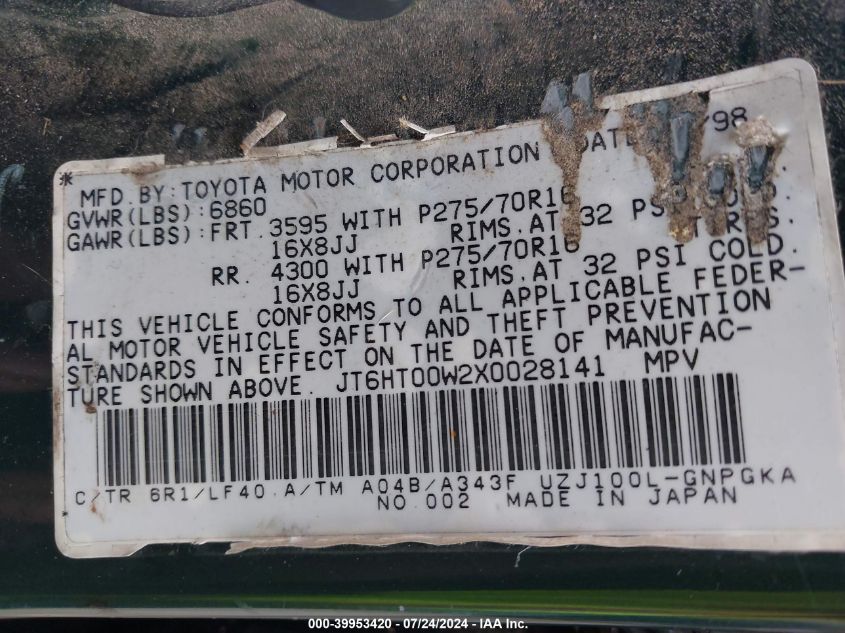 * MFD.BY:TOYOTA MOTOR CORPORATION DATE 98
GVWR(LBS):6860
GAWR(LBS):FRT. 3595 WITH P275/70R16
16X8JJ RIMS.AT 32 PSI
RR. 4300 WITH P275/70R16
16X8JJ RIMS.AT 32 PSI COLD.
THIS VEHICLE CONFORMS TO ALL APPLICABLE FEDER-
AL MOTOR VEHICLE SAFETY AND THEFT PREVENTION
STANDARDS IN EFFECT ON THE DATE OF MANUFAC-
TURE SHOWN ABOVE. JT6HT00W2X0028141 MPV
C/TR 6R1/LF40 A/TM A04B/A343F UZJ100L-GNPGKA
NO.002 MADE IN JAPAN
000-39953420 - 07/24/2024 - IAA Inc.